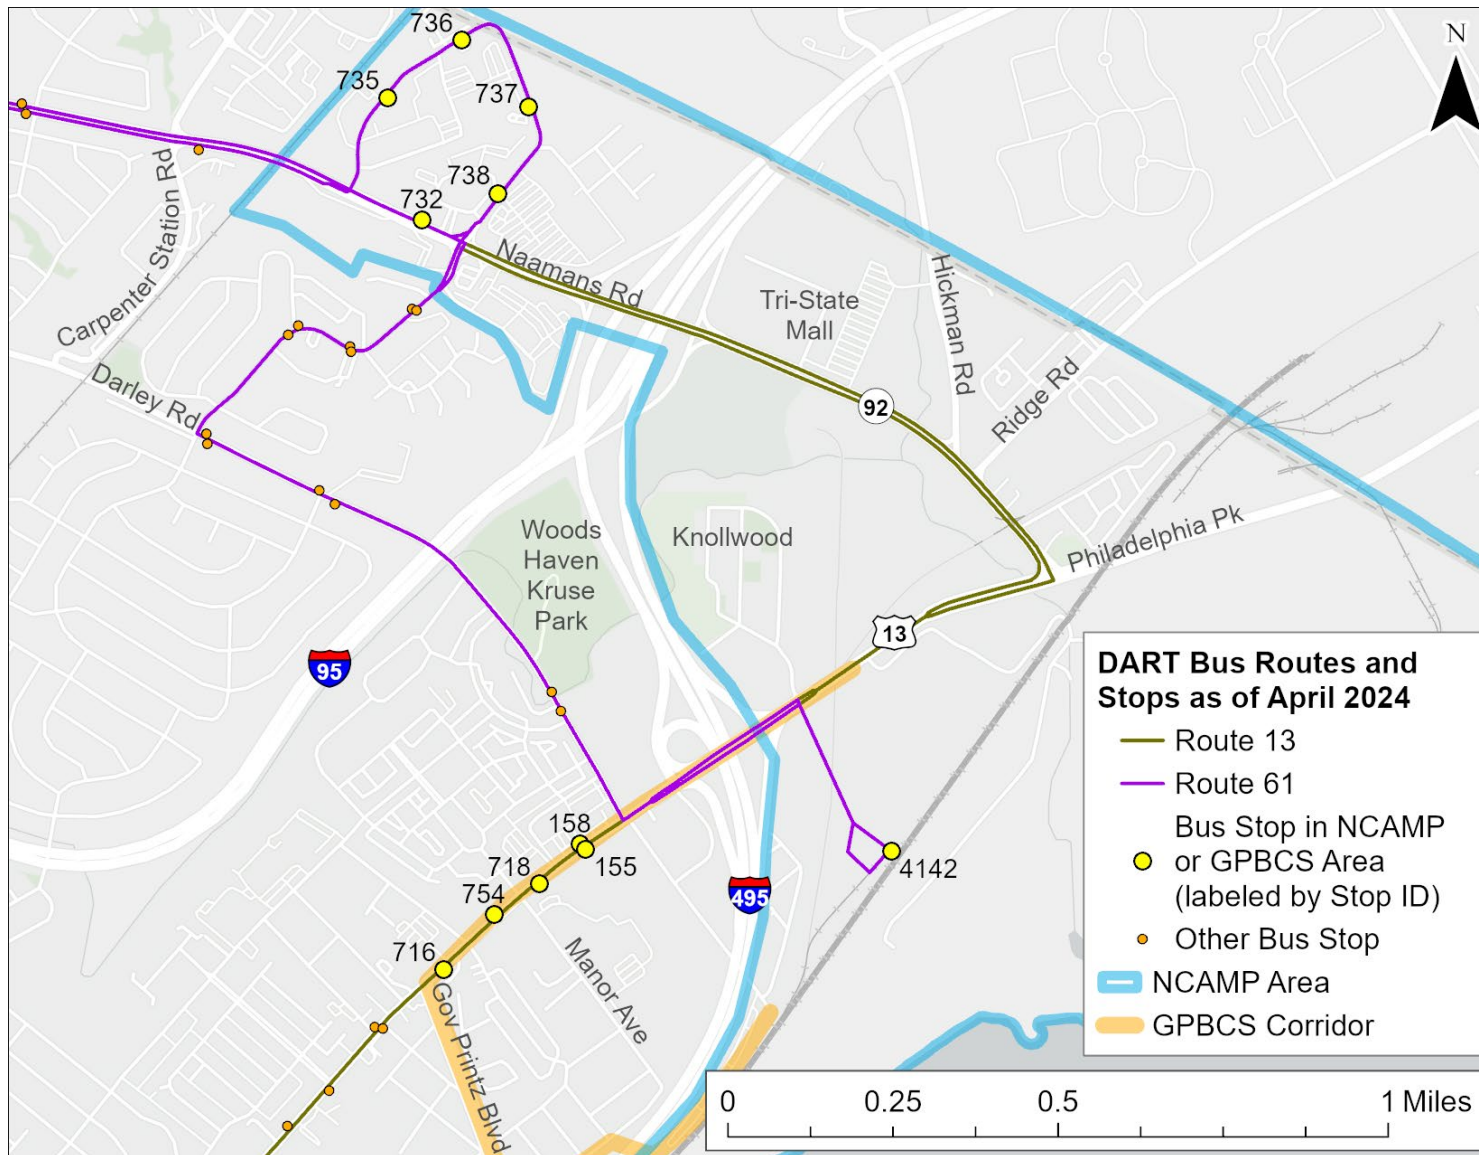 736
N
735
737
738
732
Carpenter Station Rd
Naamans Rd
Hickman Rd
Tri-State
Mall
Darley Rd
92
Ridge Rd
Woods
Haven
Kruse
Park
Knollwood
Philadelphia Pk
13
95
DART Bus Routes and
Stops as of April 2024
Route 13
Route 61
Bus Stop in NCAMP
or GPBCS Area
(labeled by Stop ID)
Other Bus Stop
NCAMP Area
GPBCS Corridor
158
155
718
754
4142
495
716
Manor Ave
Gov Printz Blvd
0 0.25 0.5 1 Miles